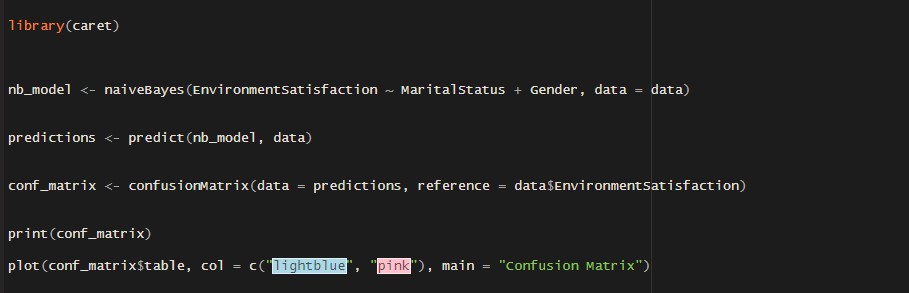 library(caret)
nb_model <- naiveBayes(EnvironmentSatisfaction ~ MaritalStatus + Gender, data = data)
predictions <- predict(nb_model, data)
conf_matrix <- confusionMatrix(data = predictions, reference = data$EnvironmentSatisfaction)
print(conf_matrix)
plot(conf_matrix$table, col = c("lightblue", "pink"), main = "Confusion Matrix")